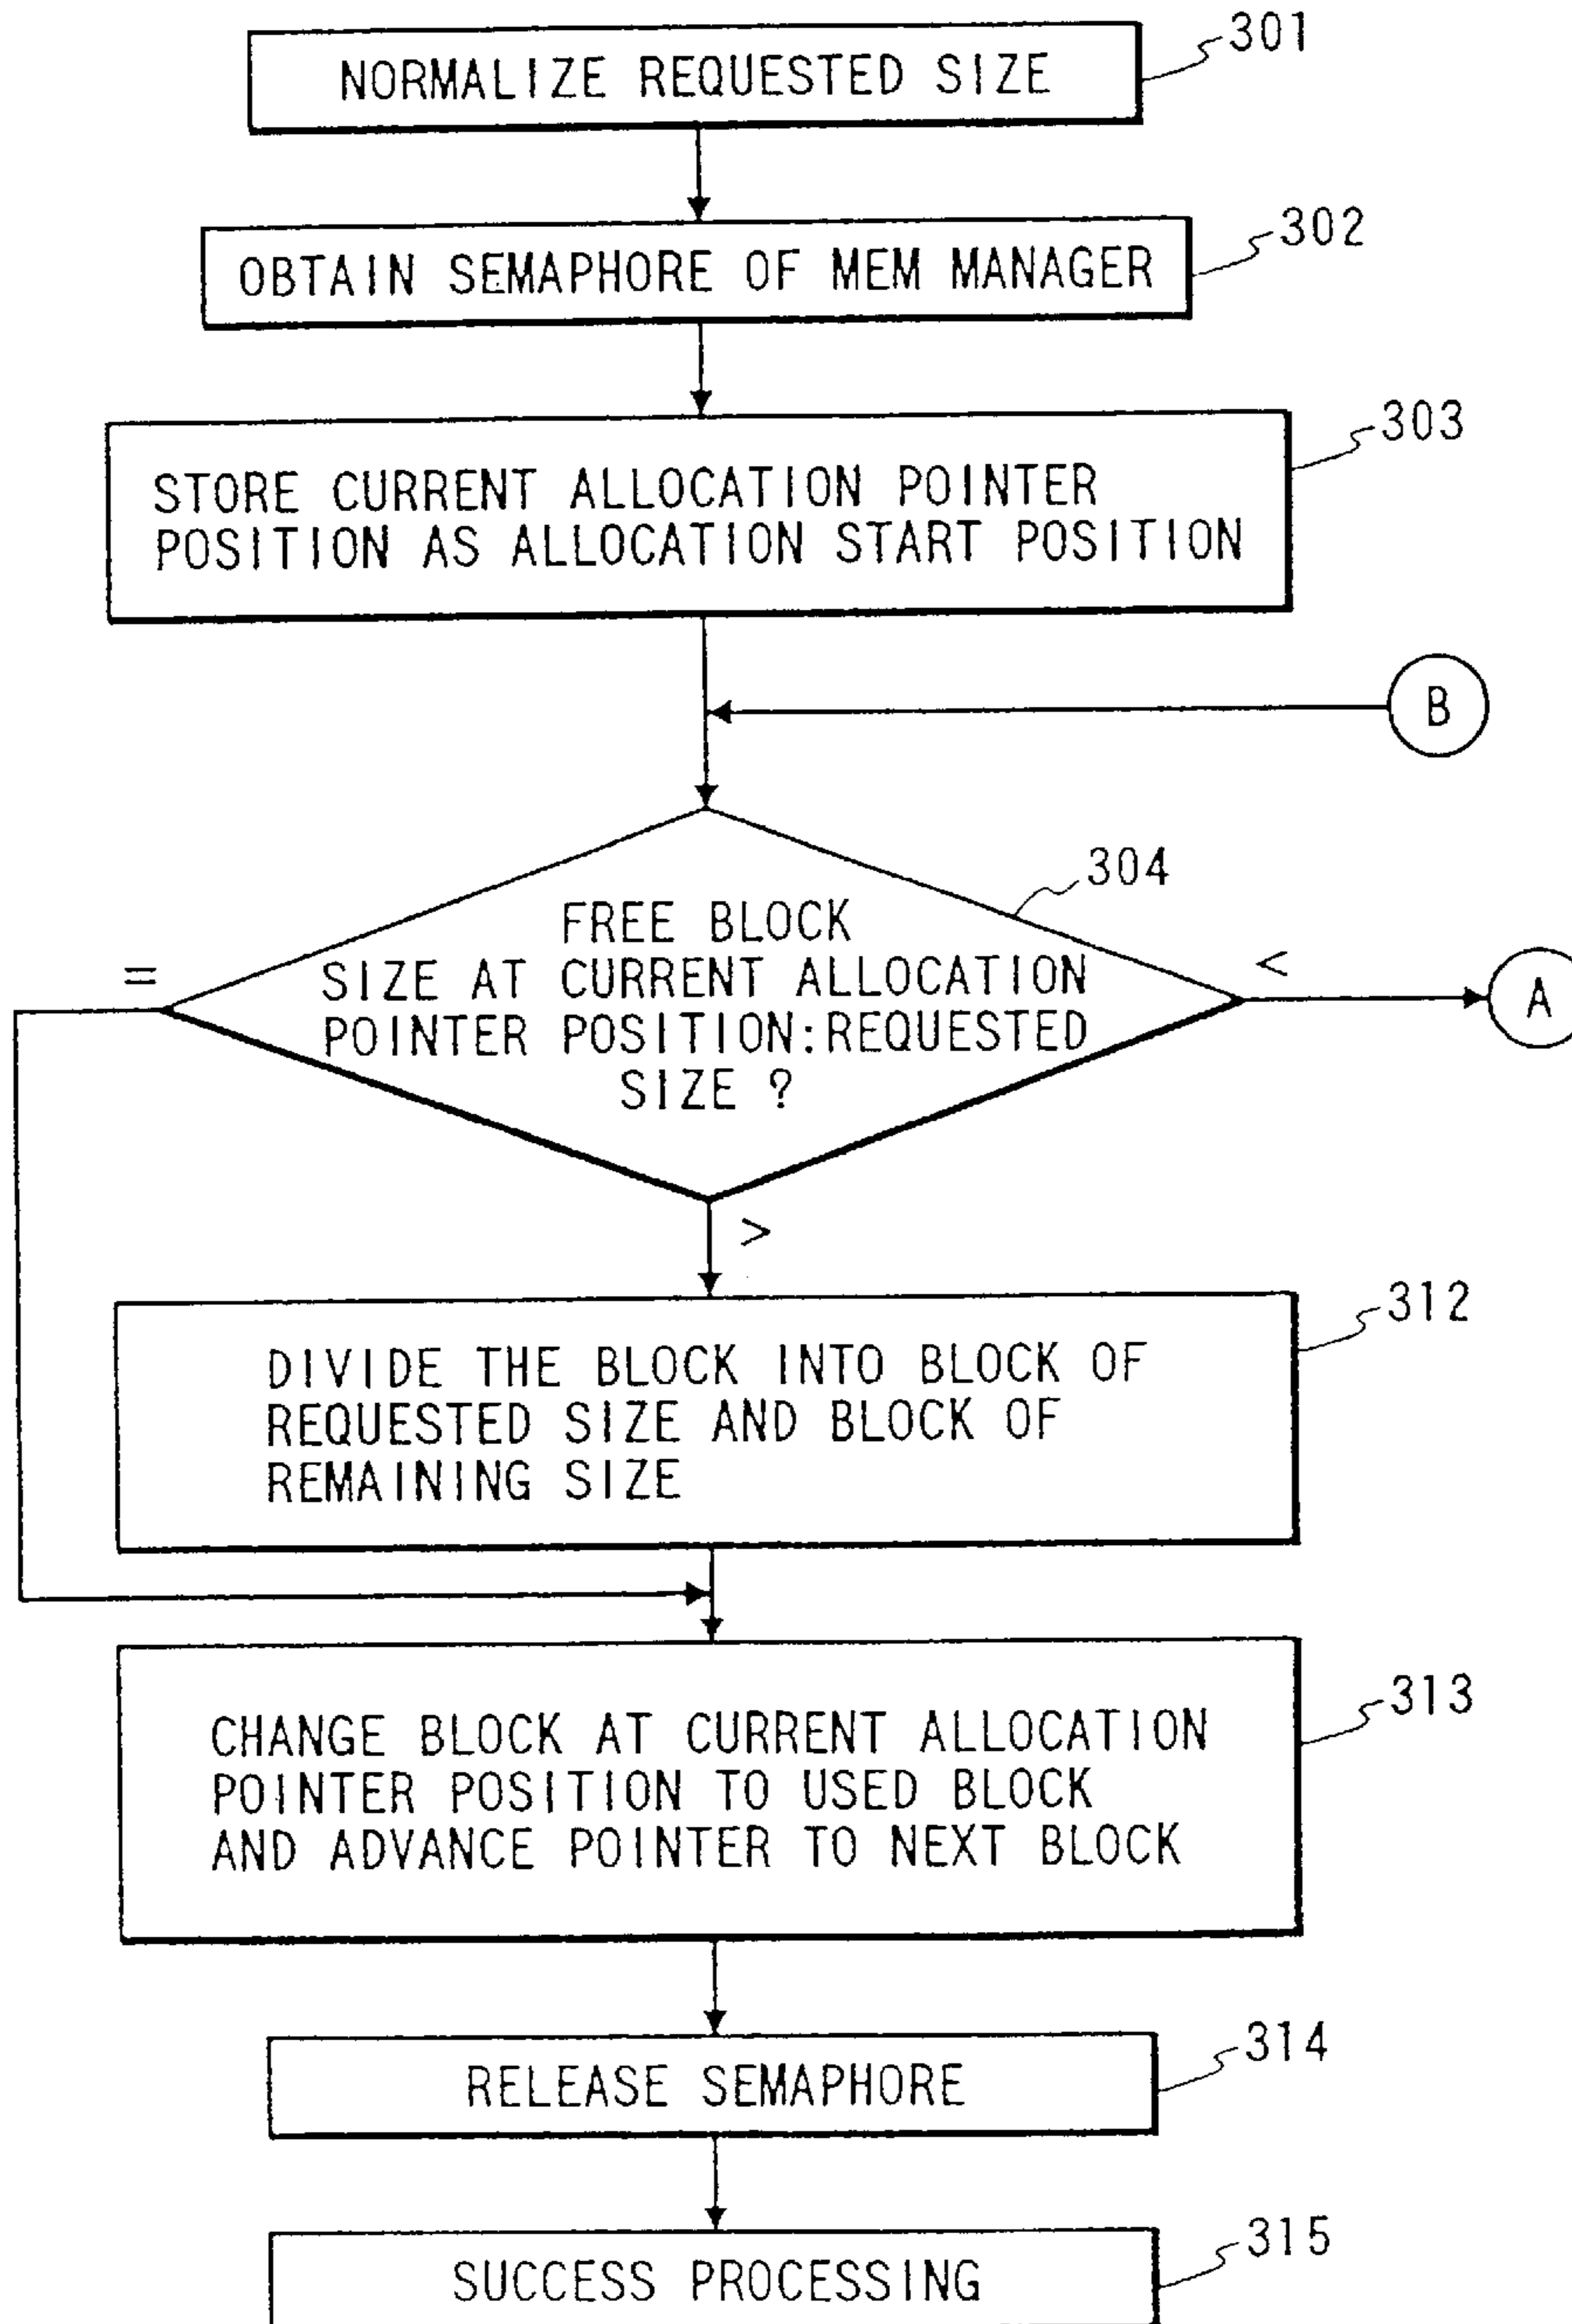 301
NORMALIZE REQUESTED SIZE
302
OBTAIN SEMAPHORE OF MEM MANAGER
303
STORE CURRENT ALLOCATION POINTER
POSITION AS ALLOCATION START POSITION
B
304
FREE BLOCK
SIZE AT CURRENT ALLOCATION
POINTER POSITION:REQUESTED
SIZE ?
=
<
A
>
312
DIVIDE THE BLOCK INTO BLOCK OF
REQUESTED SIZE AND BLOCK OF
REMAINING SIZE
313
CHANGE BLOCK AT CURRENT ALLOCATION
POINTER POSITION TO USED BLOCK
AND ADVANCE POINTER TO NEXT BLOCK
314
RELEASE SEMAPHORE
315
SUCCESS PROCESSING